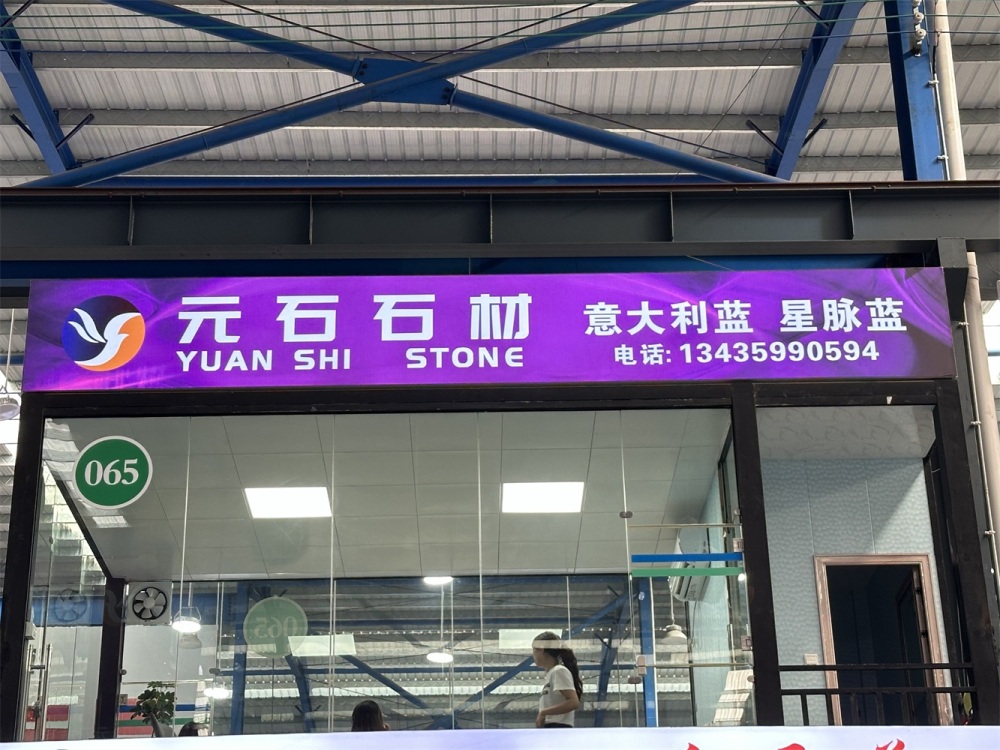 元石石材
YUAN SHI STONE
意大利蓝 星脉蓝
电话: 13435990594
065